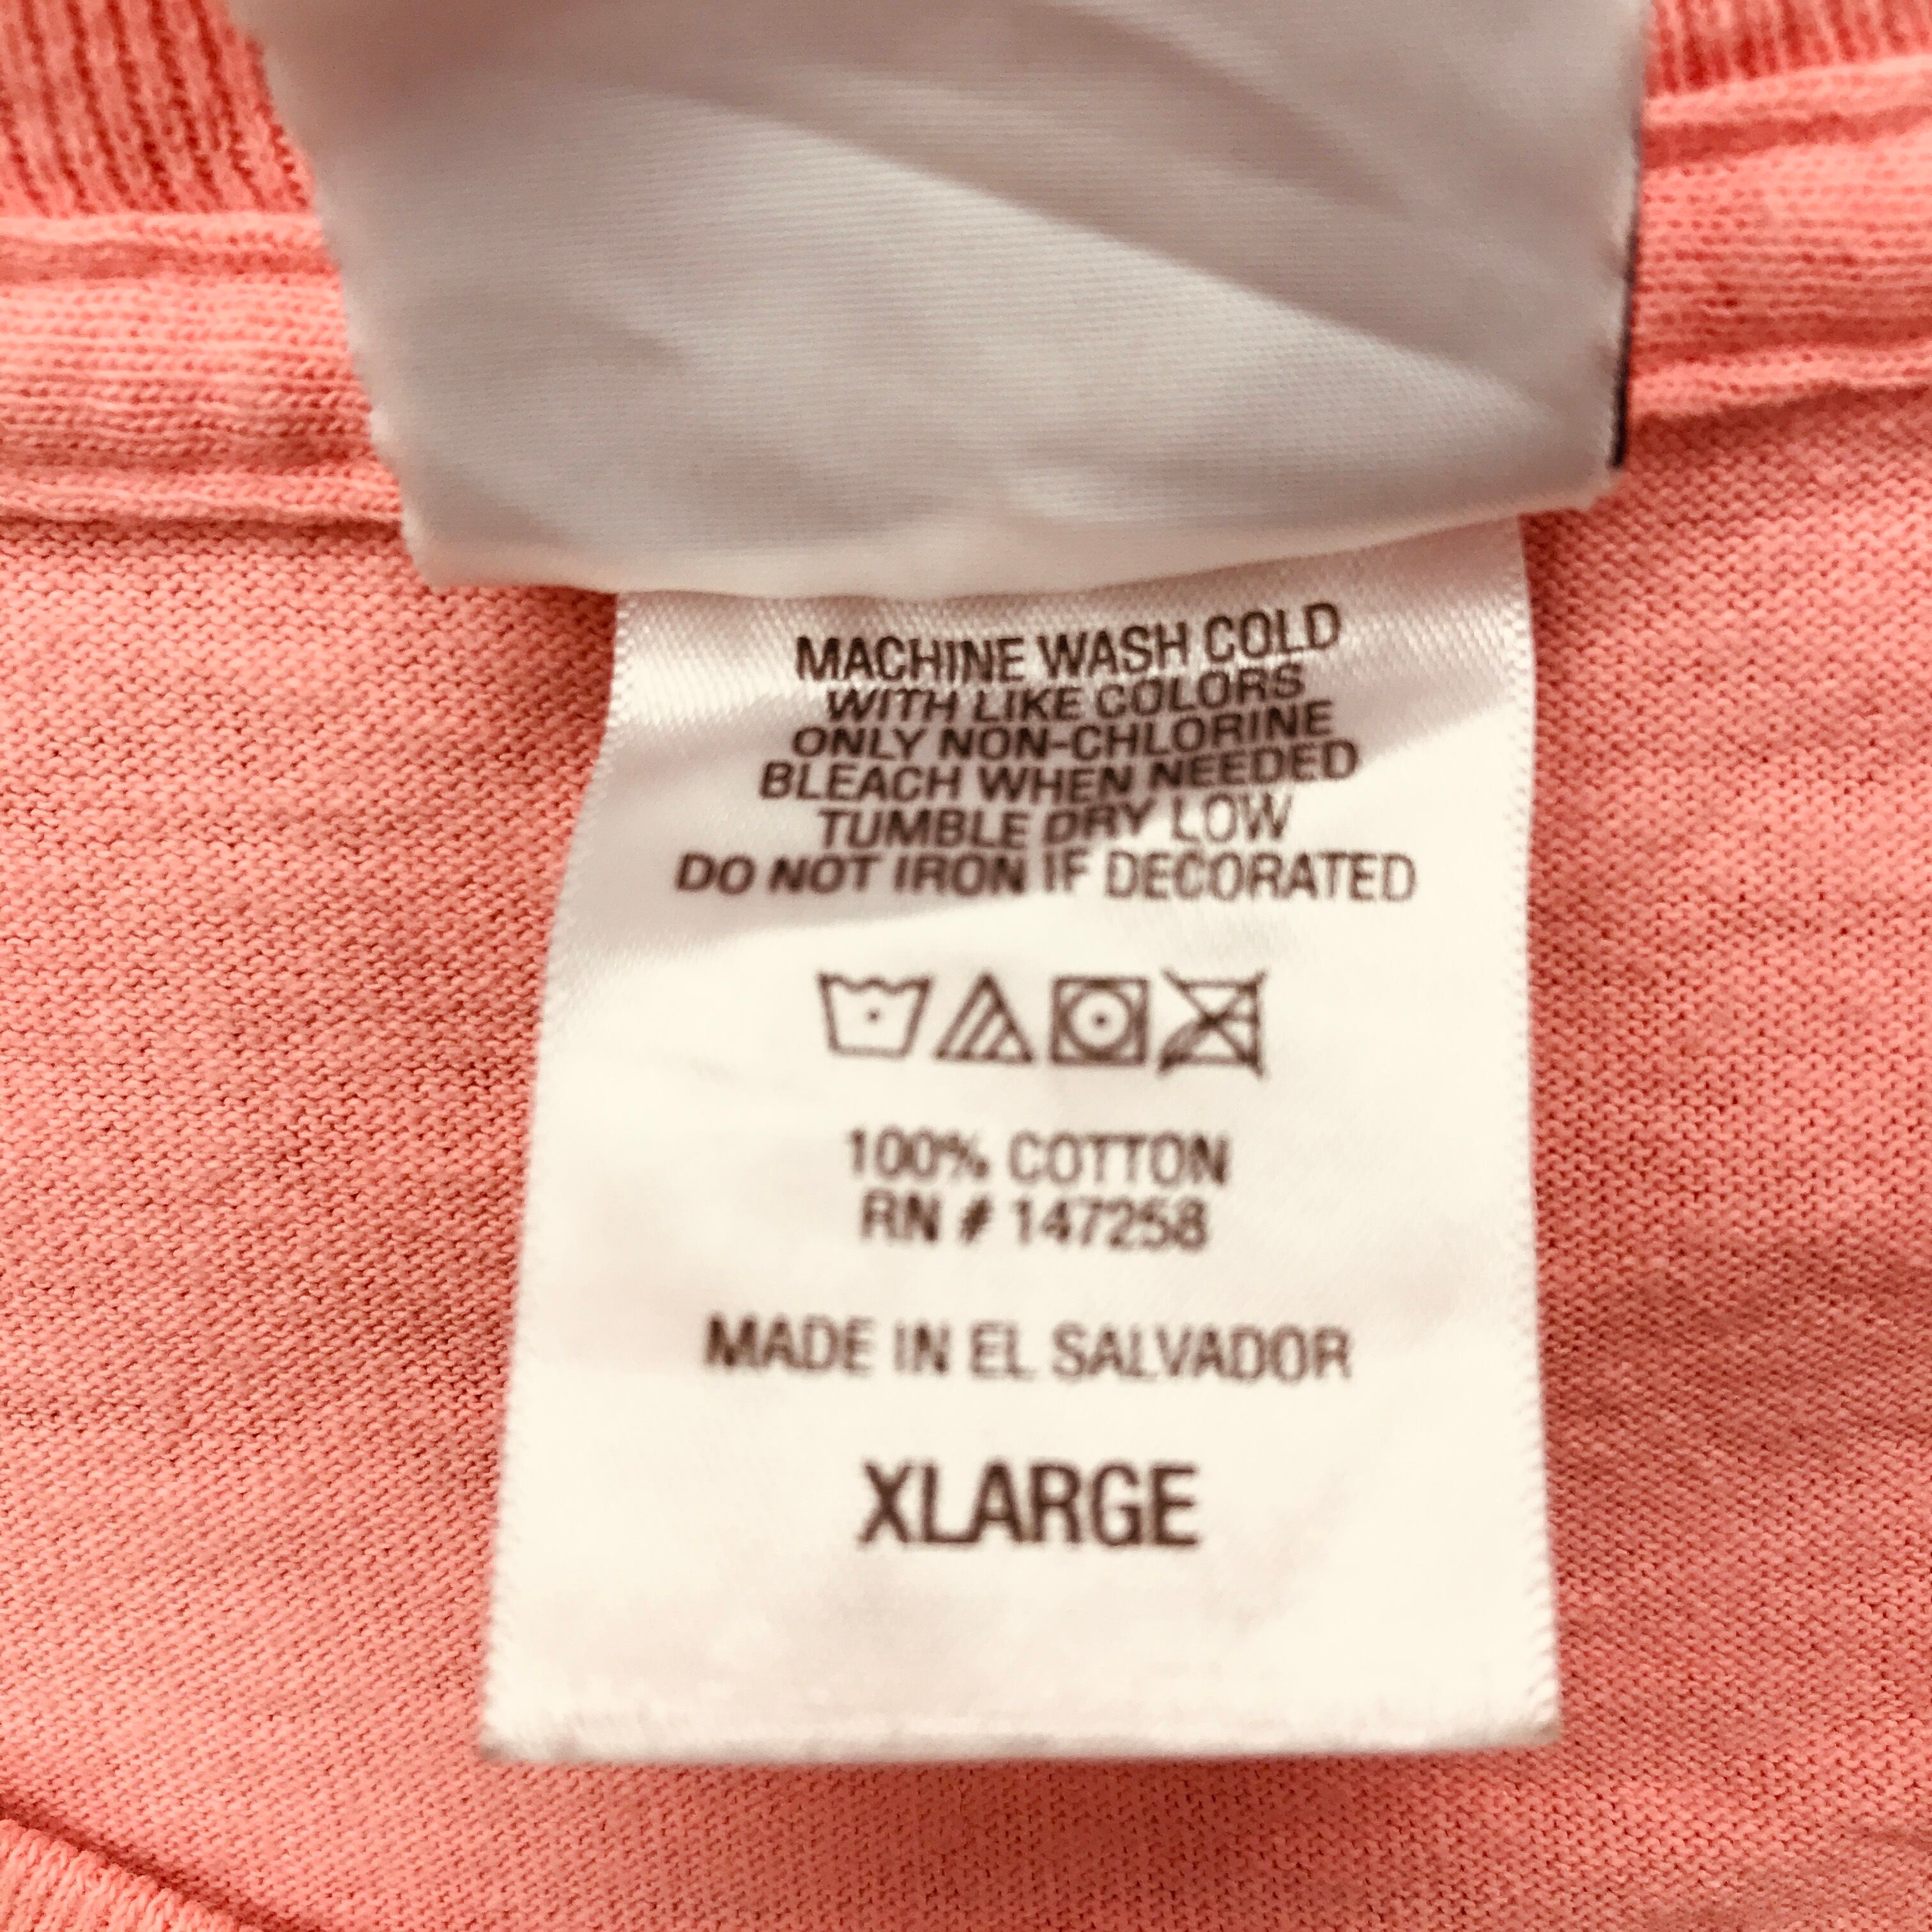 MACHINE WASH COLD
WITH LIKE COLORS
ONLY NON-CHLORINE
BLEACH WHEN NEEDED
TUMBLE DRY LOW
DO NOT IRON IF DECORATED
100% COTTON
RN # 147258
MADE IN EL SALVADOR
XLARGE